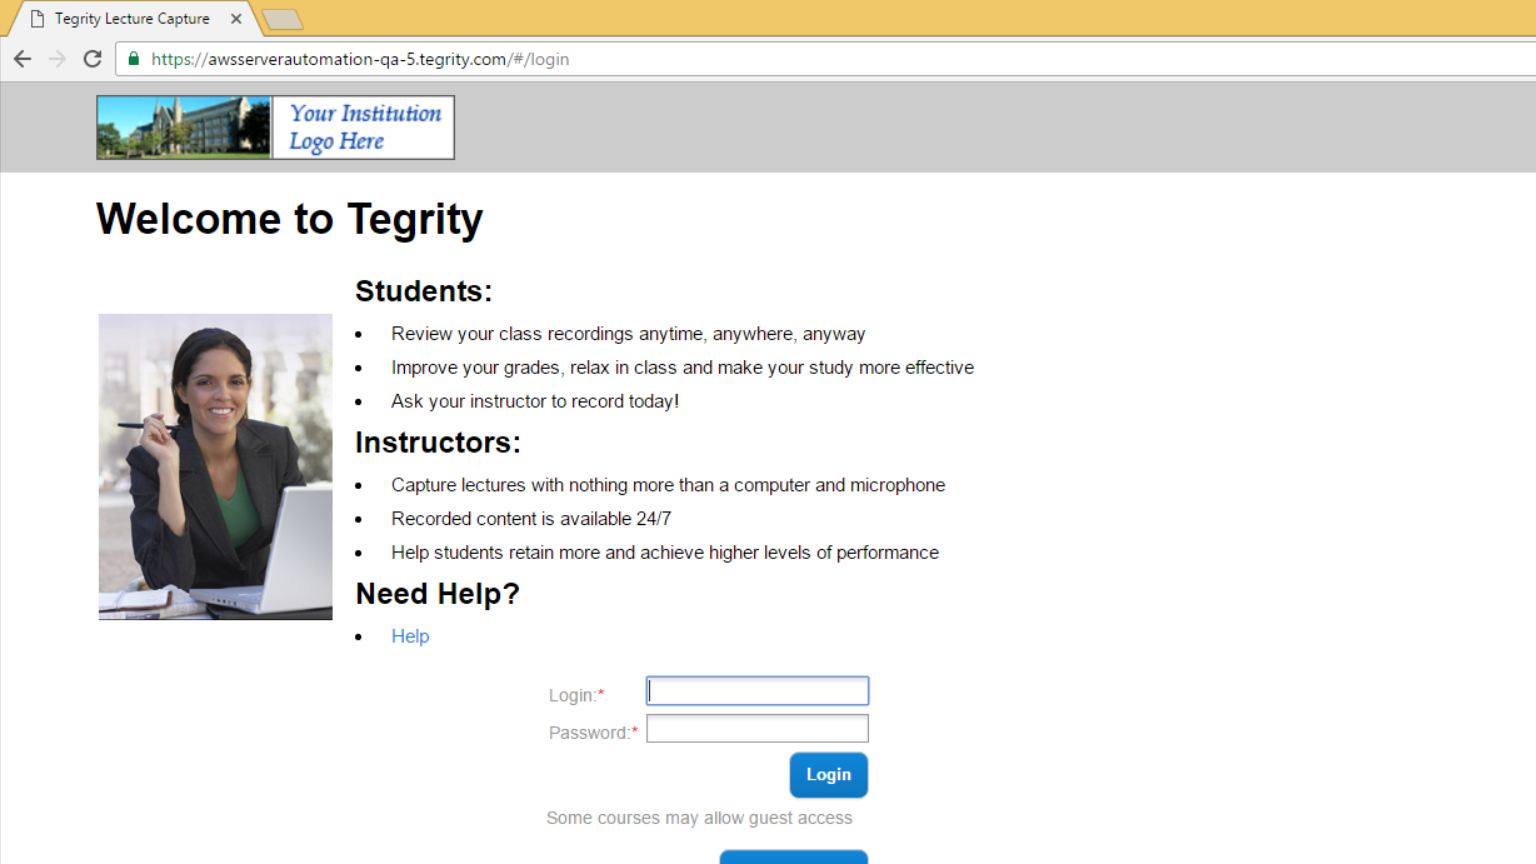 Tegrity Lecture Capture
https://awsserverautomation-qa-5.tegrity.com/#/login
Your Institution
Logo Here
Welcome to Tegrity
Students:
• Review your class recordings anytime, anywhere, anyway
• Improve your grades, relax in class and make your study more effective
• Ask your instructor to record today!
Instructors:
• Capture lectures with nothing more than a computer and microphone
• Recorded content is available 24/7
• Help students retain more and achieve higher levels of performance
Need Help?
• Help
Login:*
Password:*
Login
Some courses may allow guest access